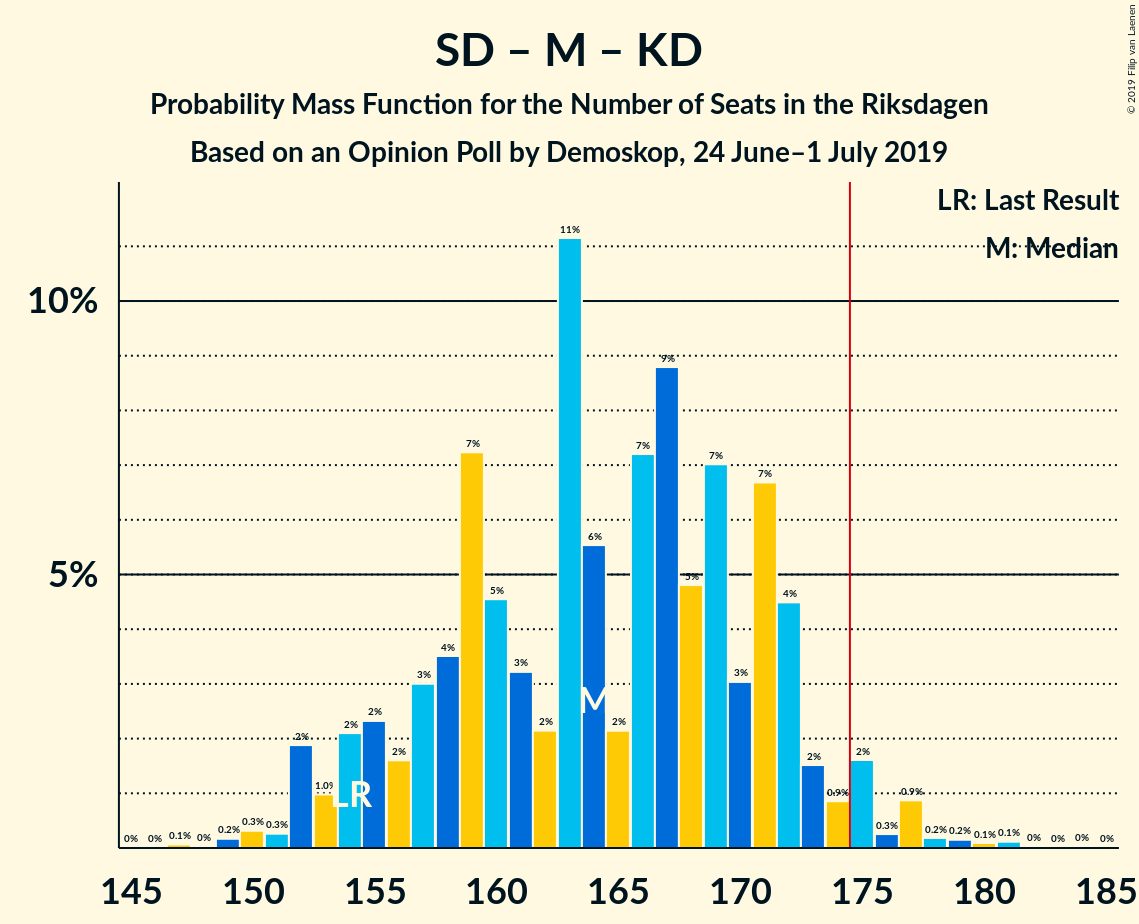 SD – M – KD
Probability Mass Function for the Number of Seats in the Riksdagen
Based on an Opinion Poll by Demoskop, 24 June–1 July 2019
© 2019 Filip van Laenen
LR: Last Result
M: Median
10%
5%
0% 0% 0.1% 0% 0.2% 0.3% 0.3% 2% 1.0% 2% 2% 2% 3% 4% 7% 5% 3% 2% 11% 6% 2% 7% 9% 5% 7% 3% 7% 4% 2% 0.9% 2% 0.3% 0.9% 0.2% 0.2% 0.1% 0.1% 0% 0% 0% 0%
LR
M
145 150 155 160 165 170 175 180 185